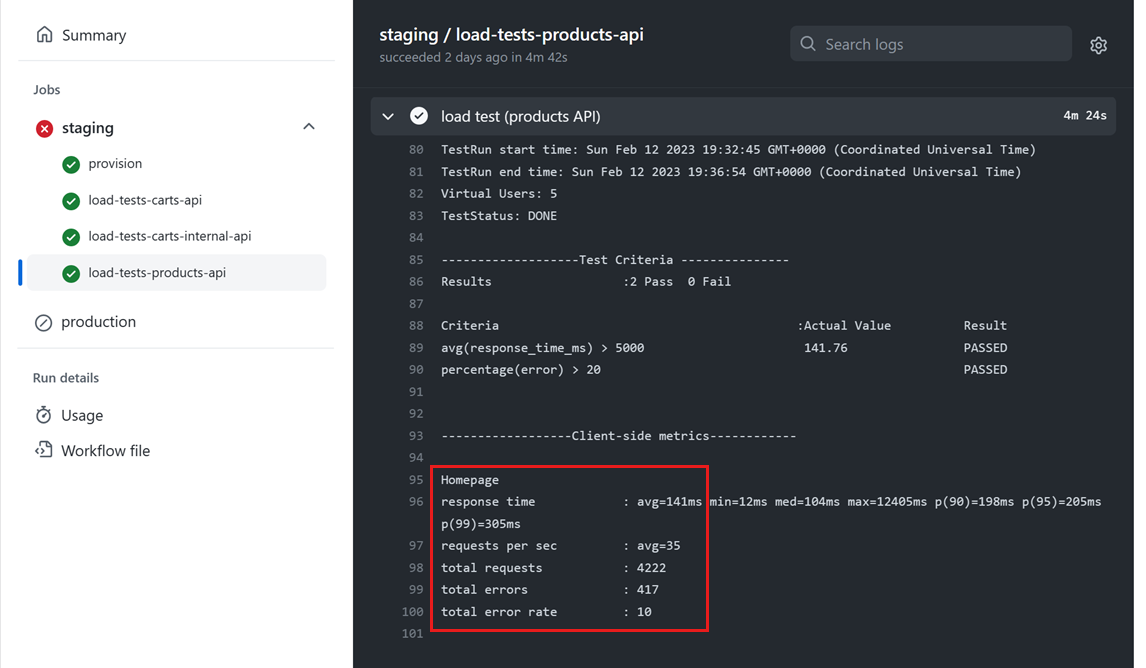 Summary
Jobs
staging
provision
load-tests-carts-api
load-tests-carts-internal-api
load-tests-products-api
production
Run details
Usage
Workflow file
staging / load-tests-products-api
succeeded 2 days ago in 4m 42s
Search logs
load test (products API) 4m 24s
80 TestRun start time: Sun Feb 12 2023 19:32:45 GMT+0000 (Coordinated Universal Time)
81 TestRun end time: Sun Feb 12 2023 19:36:54 GMT+0000 (Coordinated Universal Time)
82 Virtual Users: 5
83 TestStatus: DONE
84
85 -------------------Test Criteria ---------------
86 Results :2 Pass 0 Fail
87
88 Criteria :Actual Value Result
89 avg(response_time_ms) > 5000 141.76 PASSED
90 percentage(error) > 20 PASSED
91
92
93 ------------------Client-side metrics------------
94
95 Homepage
96 response time : avg=141ms min=12ms med=104ms max=12405ms p(90)=198ms p(95)=205ms
p(99)=305ms
97 requests per sec : avg=35
98 total requests : 4222
99 total errors : 417
100 total error rate : 10
101